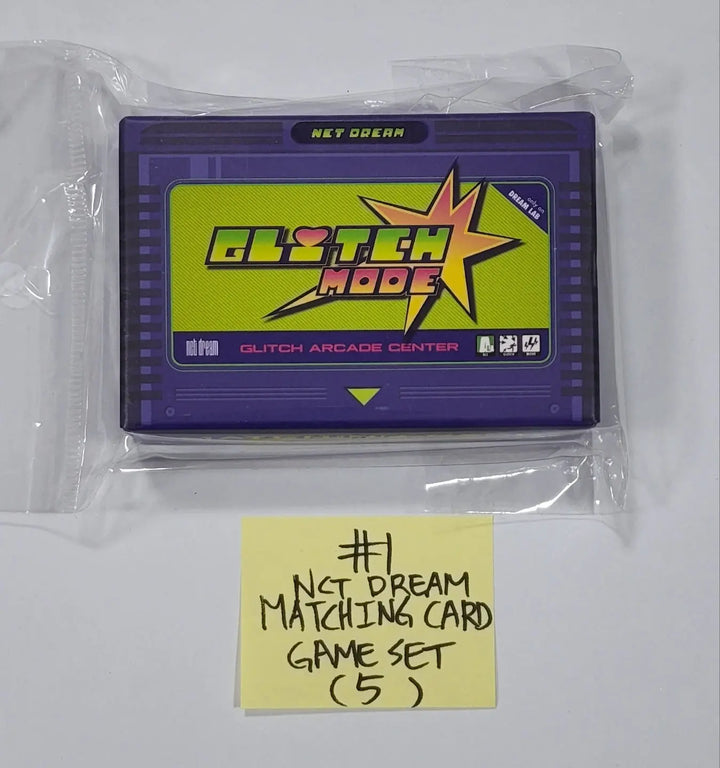 NCT DREAM
only on
DREAM LAB
GLITCH
MODE
nct dream
GLITCH ARCADE CENTER
#1
NCT DREAM
MATCHING CARD
GAME SET
(5)